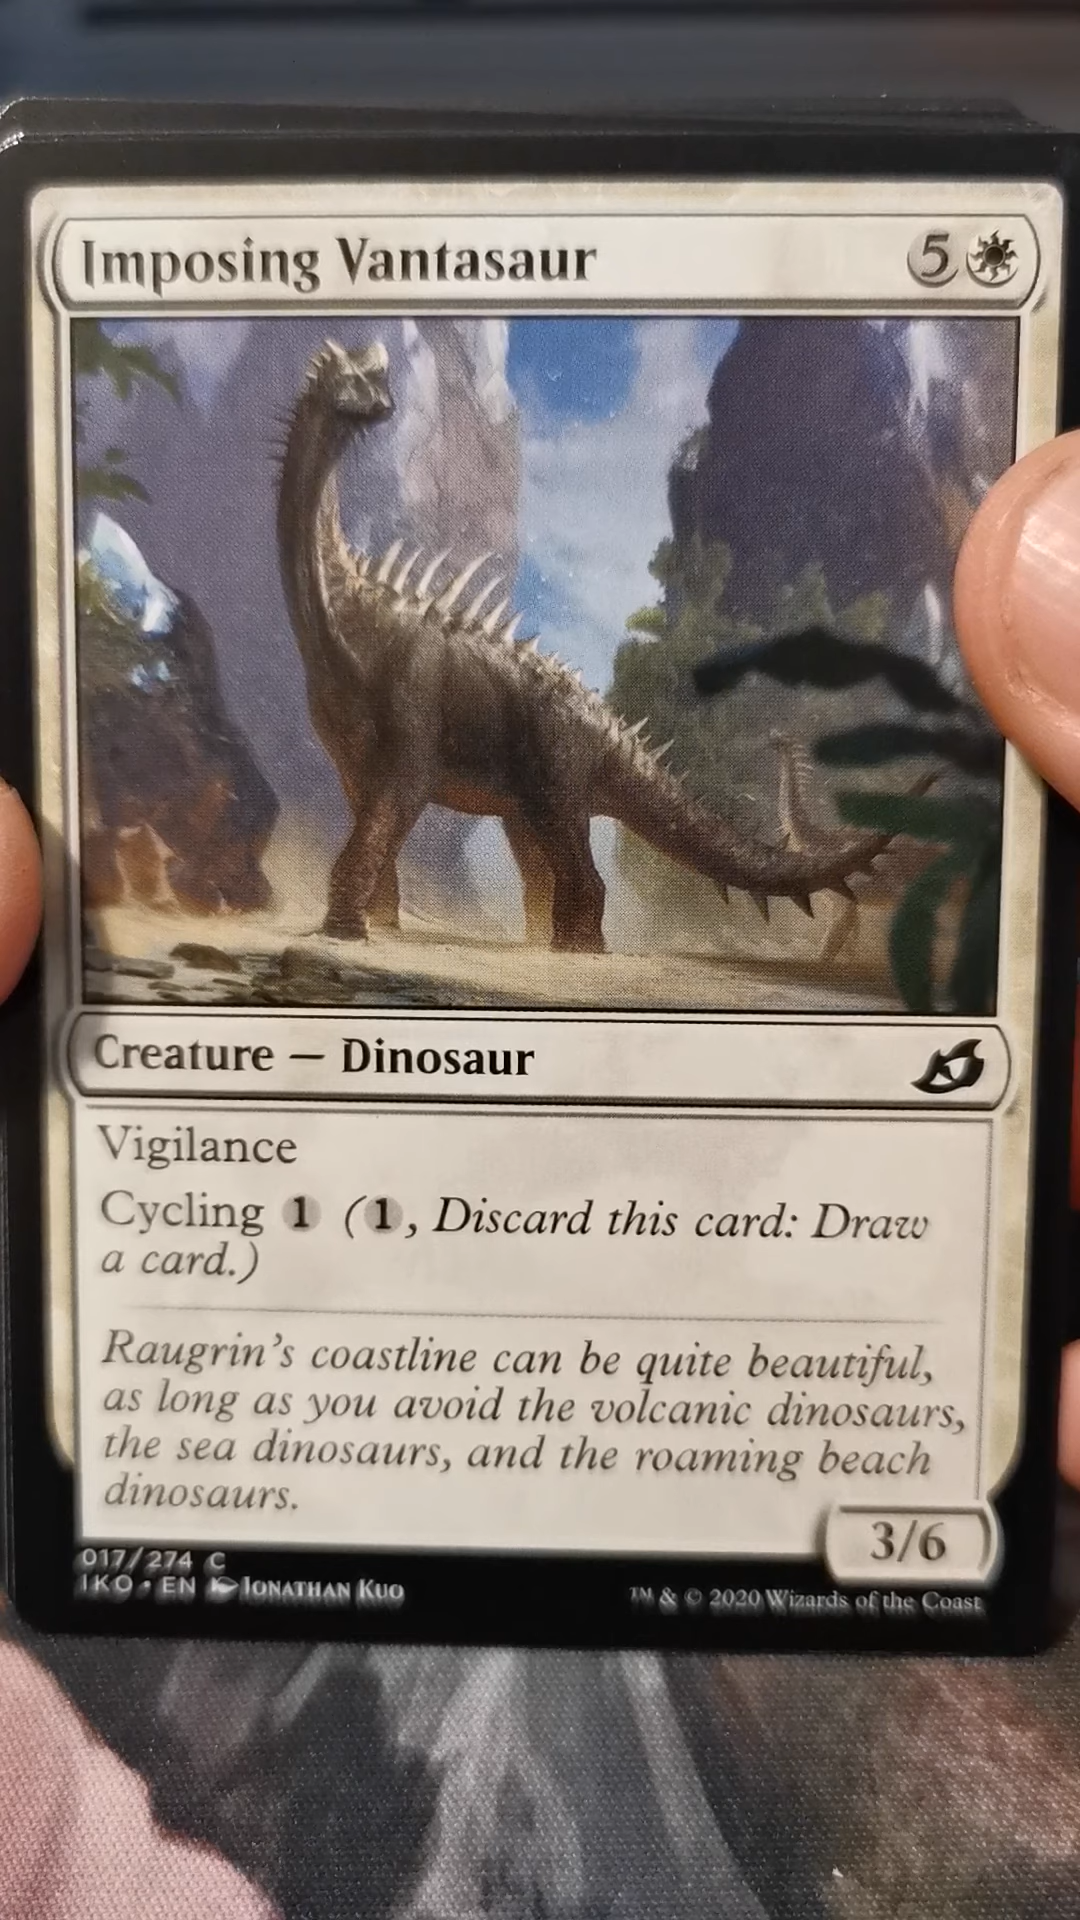 Imposing Vantasaur 5
Creature — Dinosaur
Vigilance
Cycling 1 (1, Discard this card: Draw
a card.)
Raugrin's coastline can be quite beautiful,
as long as you avoid the volcanic dinosaurs,
the sea dinosaurs, and the roaming beach
dinosaurs.
3/6
017/274 C
IKO • EN Jonathan Kuo
™ & © 2020 Wizards of the Coast